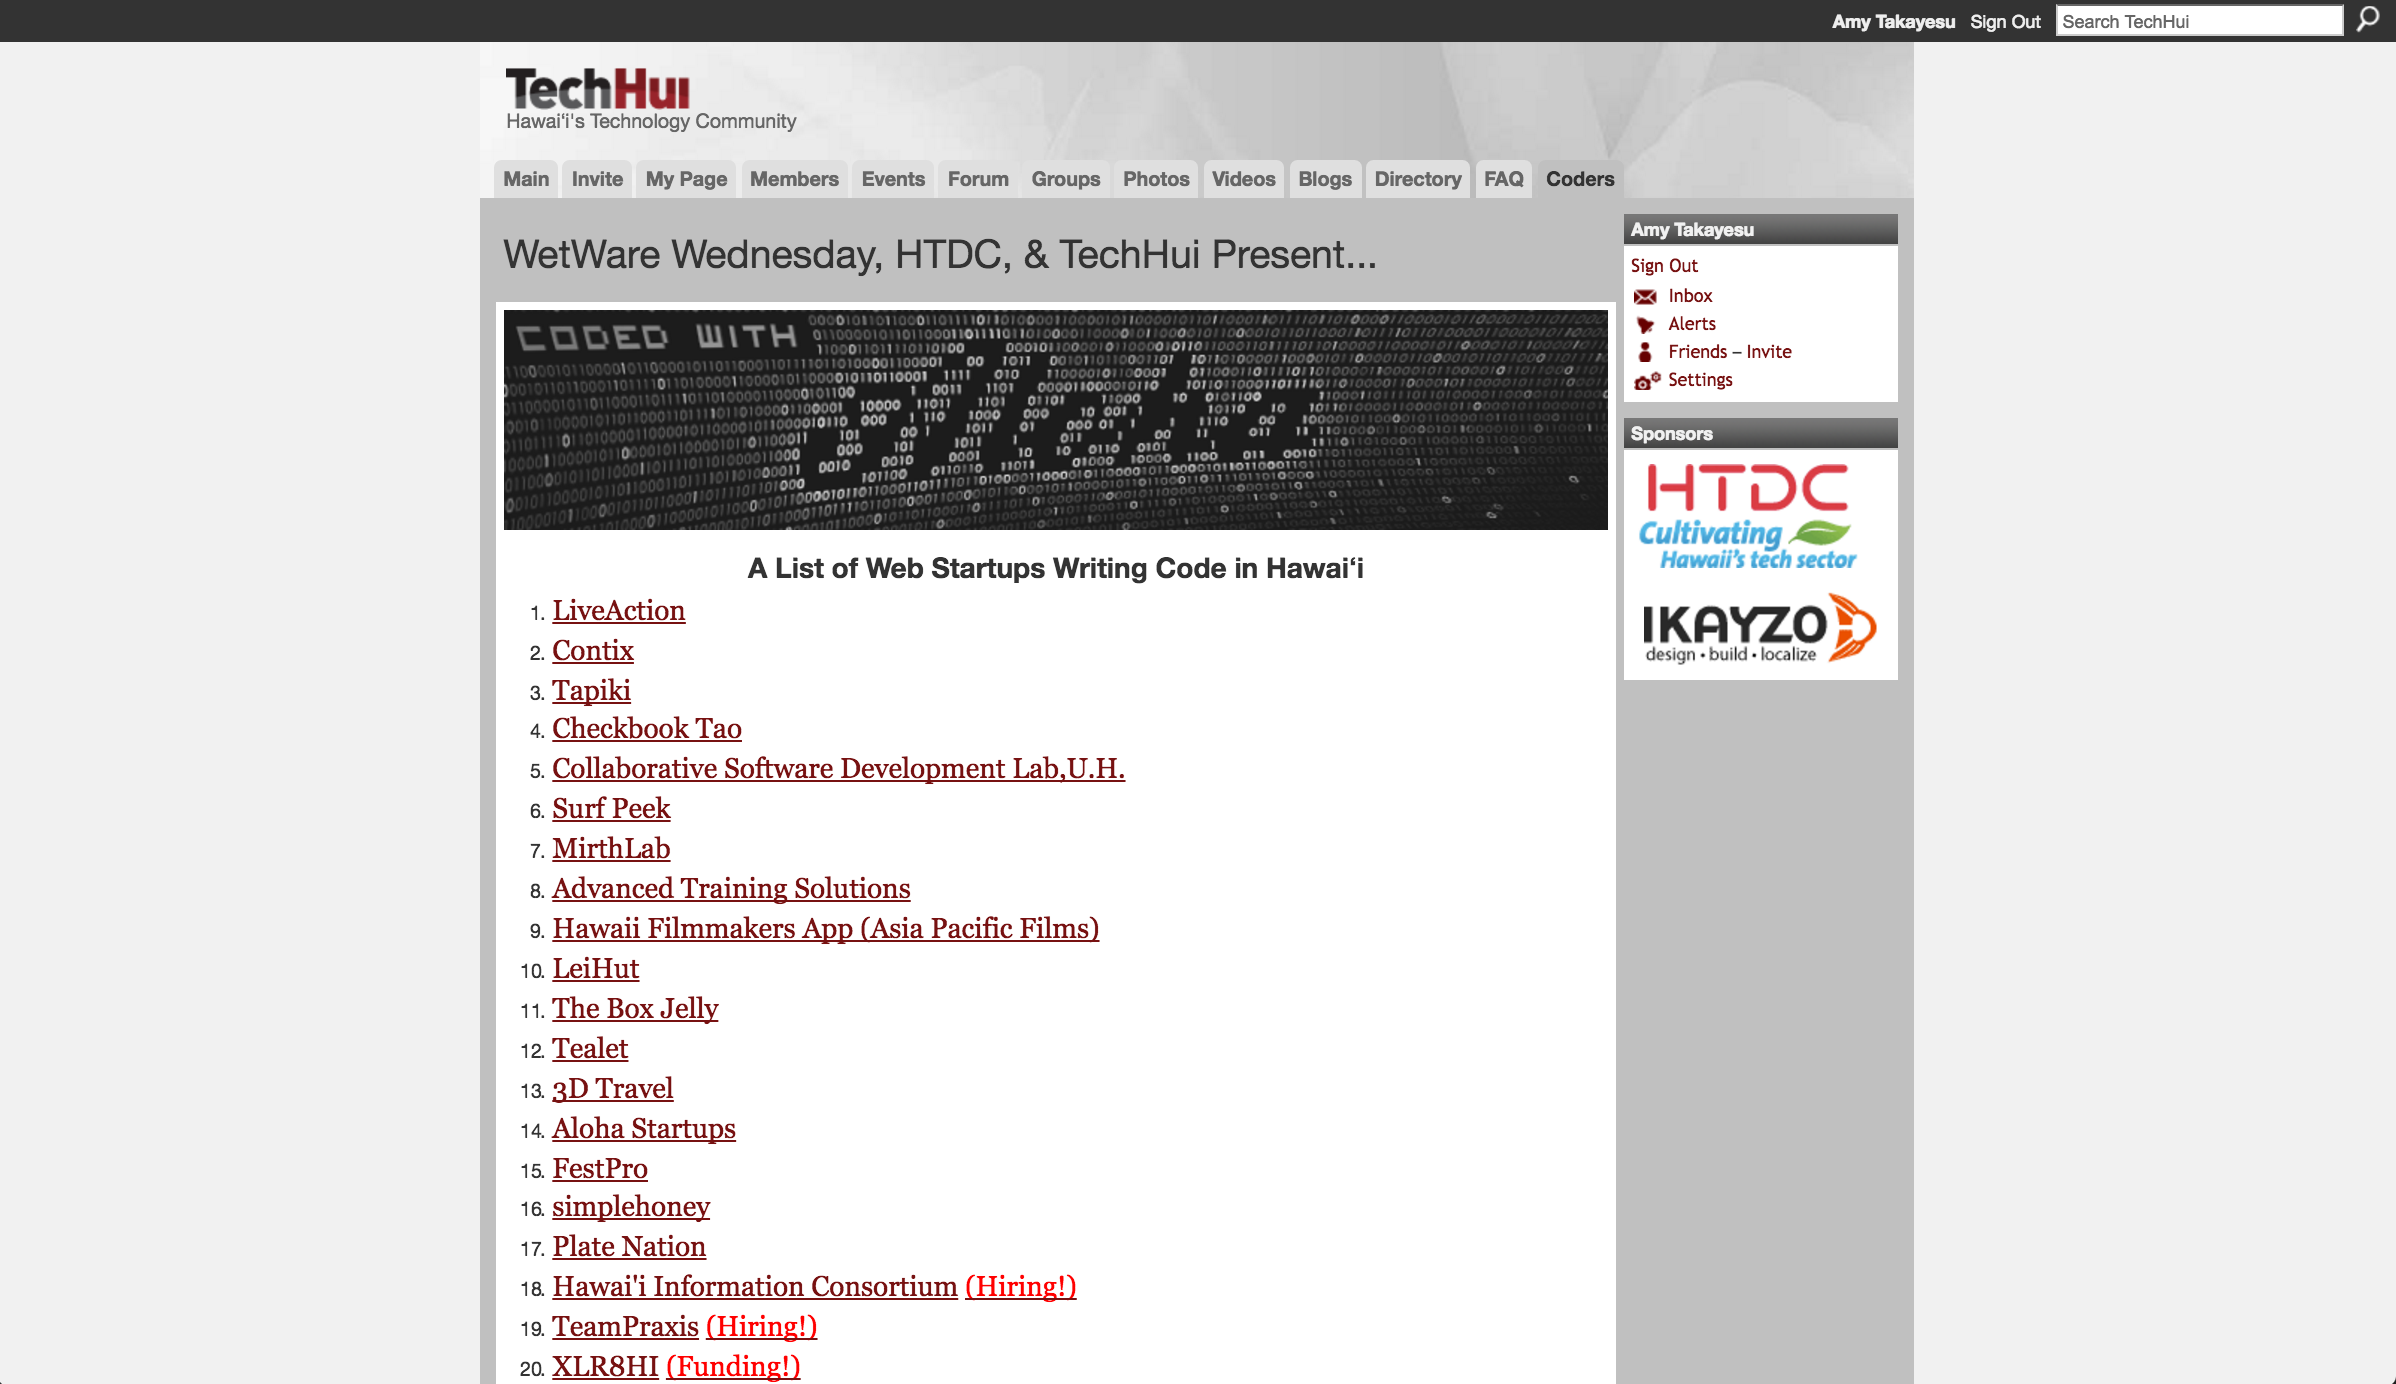 Amy Takayesu Sign Out Search TechHui
TechHui
Hawaiʻi's Technology Community
Main Invite My Page Members Events Forum Groups Photos Videos Blogs Directory FAQ Coders
WetWare Wednesday, HTDC, & TechHui Present...
CODED WITH
aloha
A List of Web Startups Writing Code in Hawaiʻi
1. LiveAction
2. Contix
3. Tapiki
4. Checkbook Tao
5. Collaborative Software Development Lab,U.H.
6. Surf Peek
7. MirthLab
8. Advanced Training Solutions
9. Hawaii Filmmakers App (Asia Pacific Films)
10. LeiHut
11. The Box Jelly
12. Tealet
13. 3D Travel
14. Aloha Startups
15. FestPro
16. simplehoney
17. Plate Nation
18. Hawai'i Information Consortium (Hiring!)
19. TeamPraxis (Hiring!)
20. XLR8HI (Funding!)
Amy Takayesu
Sign Out
Inbox
Alerts
Friends – Invite
Settings
Sponsors
HTDC
Cultivating
Hawaii's tech sector
IKAYZO
design • build • localize